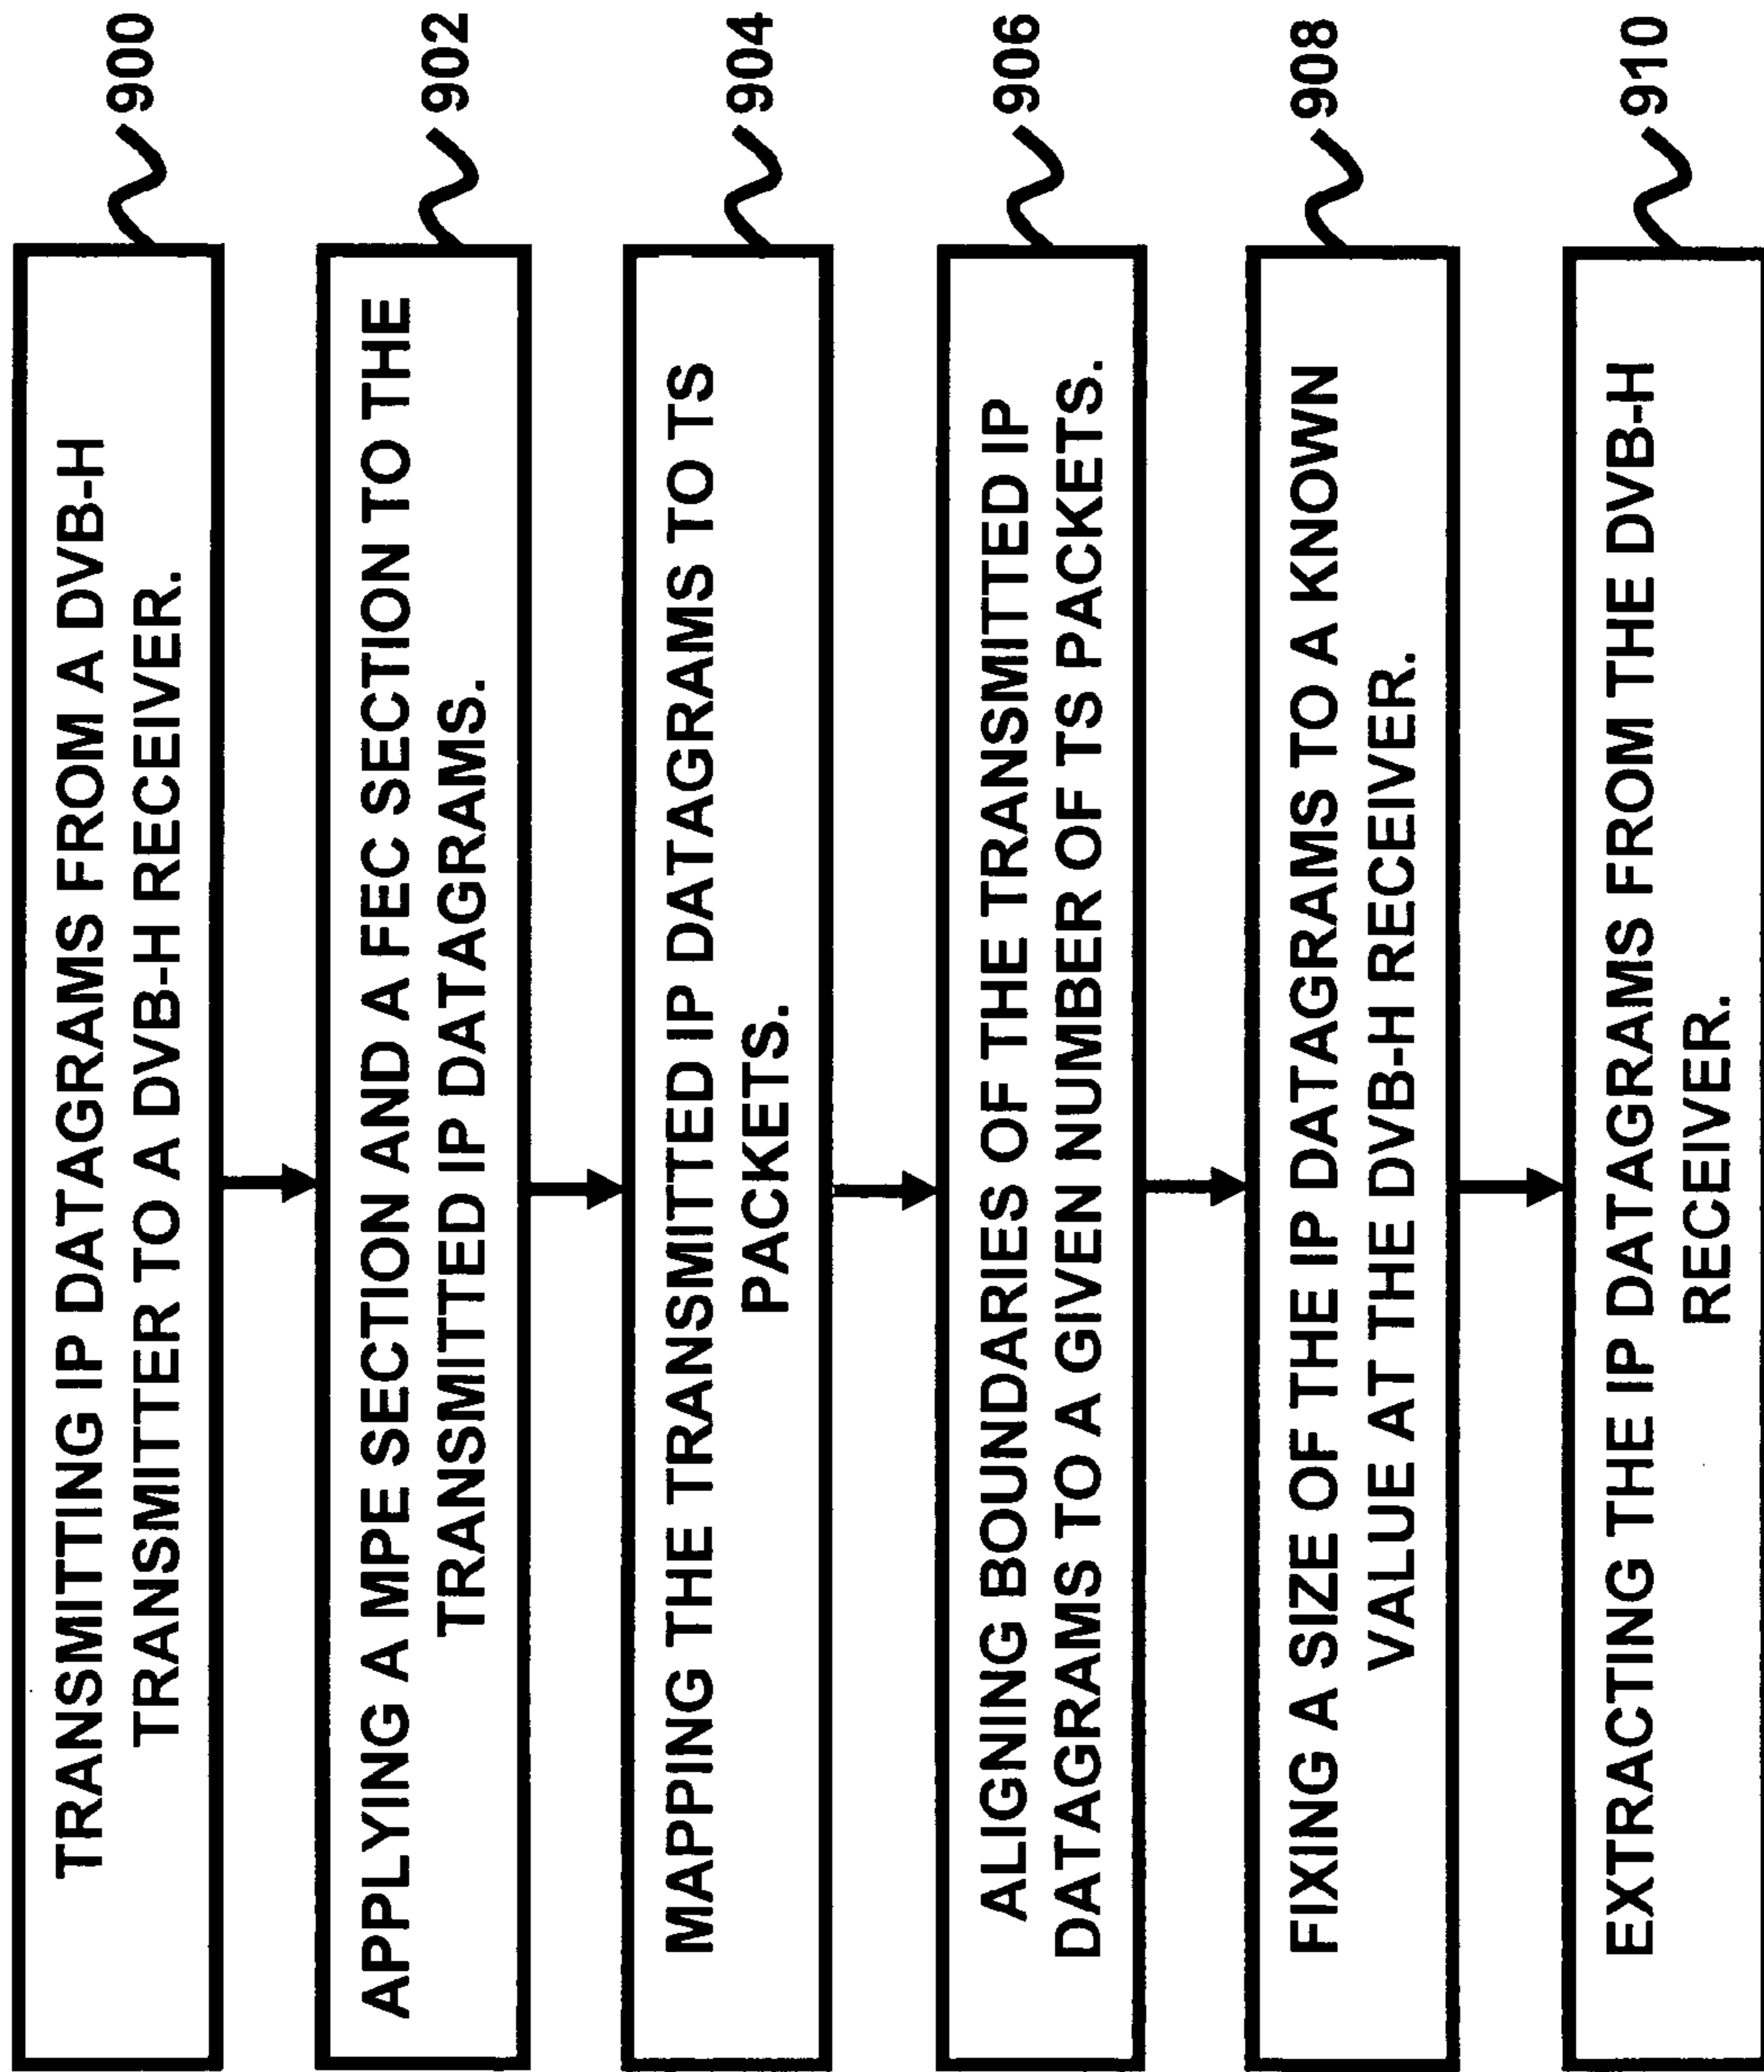 TRANSMITTING IP DATAGRAMS FROM A DVB-H
TRANSMITTER TO A DVB-H RECEIVER.
900
APPLYING A MPE SECTION AND A FEC SECTION TO THE
TRANSMITTED IP DATAGRAMS.
902
MAPPING THE TRANSMITTED IP DATAGRAMS TO TS
PACKETS.
904
ALIGNING BOUNDARIES OF THE TRANSMITTED IP
DATAGRAMS TO A GIVEN NUMBER OF TS PACKETS.
906
FIXING A SIZE OF THE IP DATAGRAMS TO A KNOWN
VALUE AT THE DVB-H RECEIVER.
908
EXTRACTING THE IP DATAGRAMS FROM THE DVB-H
RECEIVER.
910